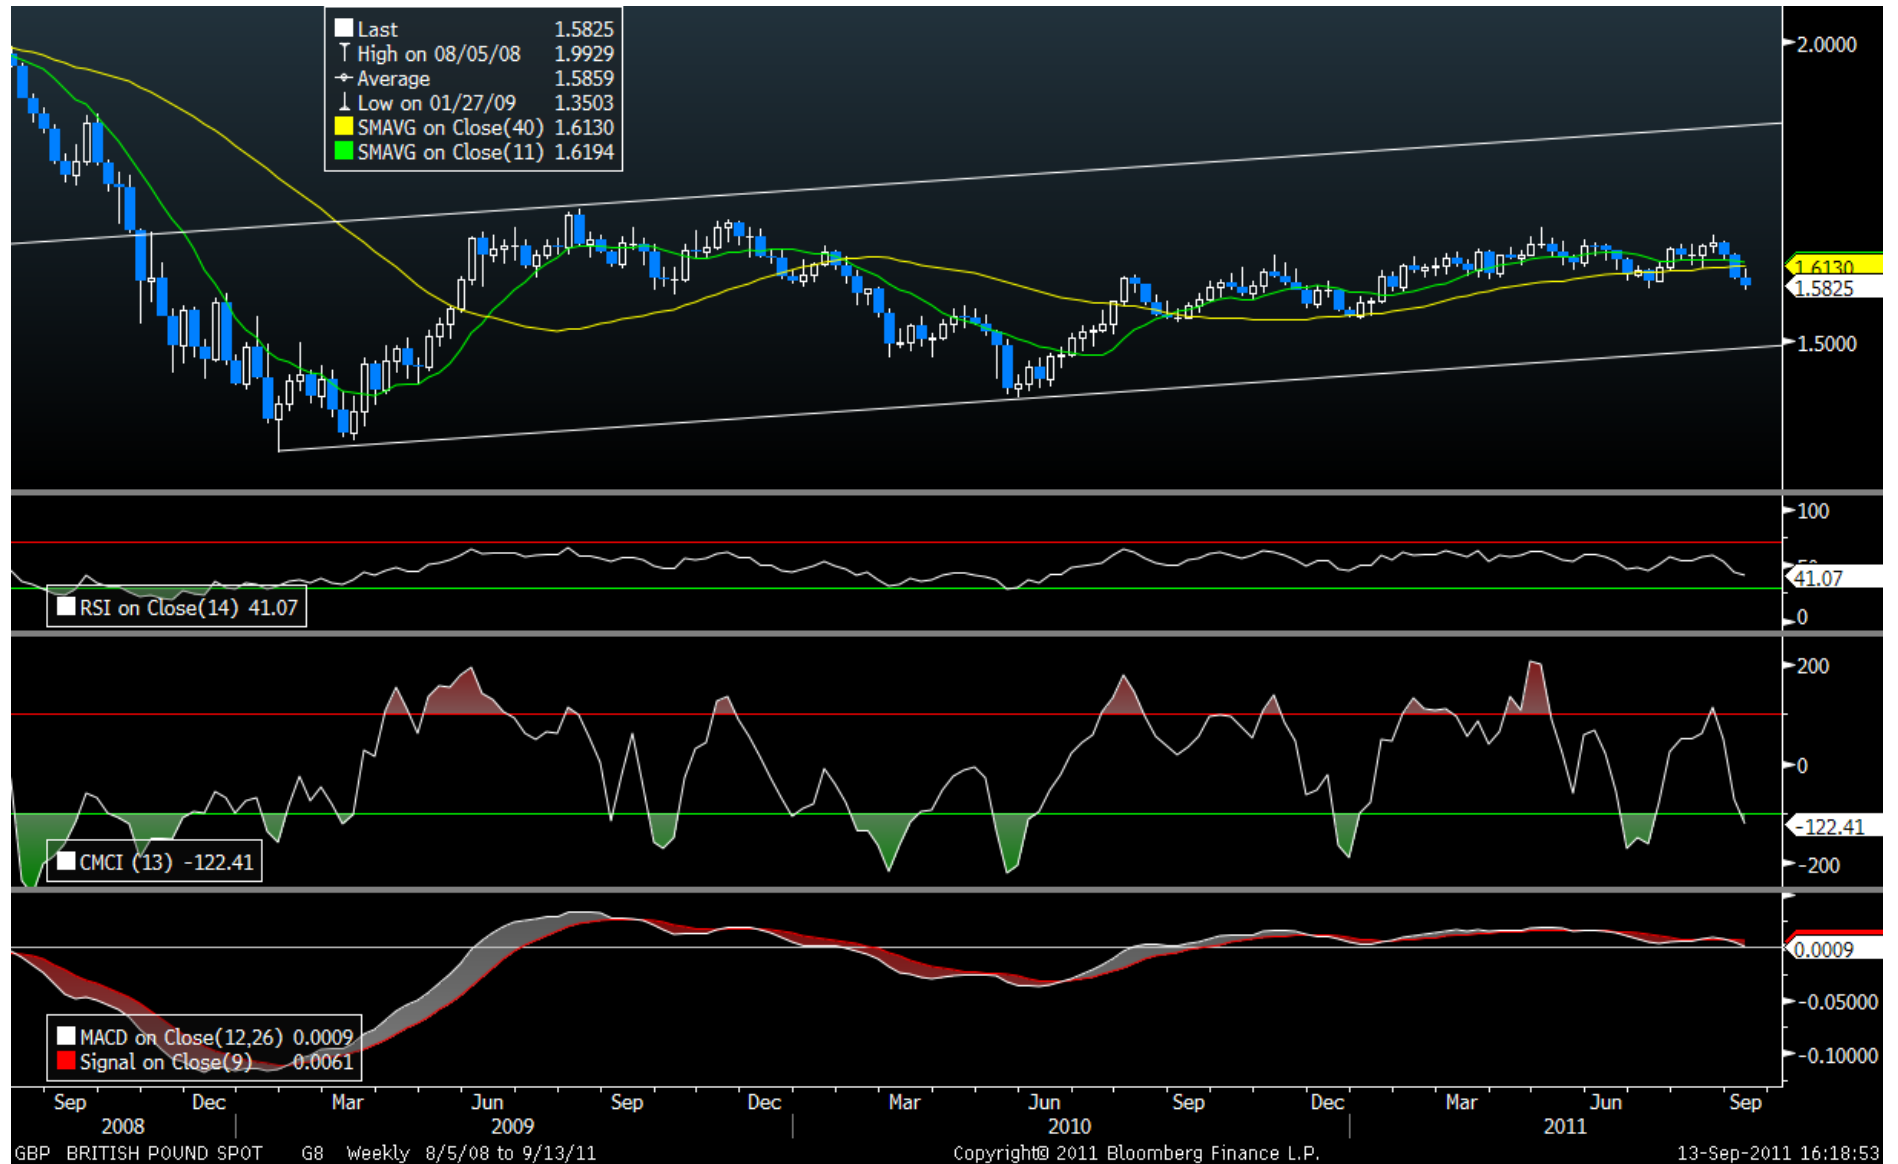 Last 1.5825
High on 08/05/08 1.9929
Average 1.5859
Low on 01/27/09 1.3503
SMAVG on Close(40) 1.6130
SMAVG on Close(11) 1.6194
2.0000
1.6130
1.5825
1.5000
100
41.07
0
RSI on Close(14) 41.07
200
0
-122.41
-200
CMCI (13) -122.41
0.0009
-0.05000
-0.10000
MACD on Close(12,26) 0.0009
Signal on Close(9) 0.0061
Sep Dec Mar Jun Sep Dec Mar Jun Sep Dec Mar Jun Sep
2008 2009 2010 2011
GBP BRITISH POUND SPOT G8 Weekly 8/5/08 to 9/13/11 Copyright© 2011 Bloomberg Finance L.P. 13-Sep-2011 16:18:53